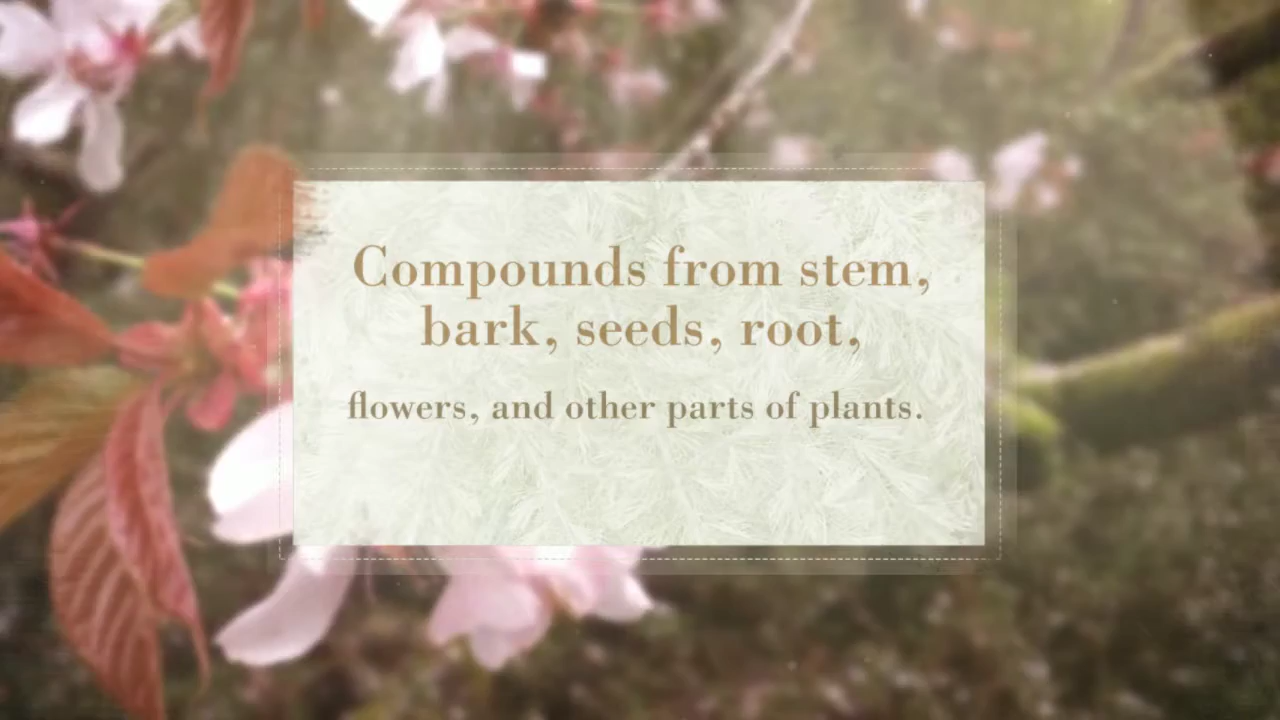 Compounds from stem,
bark, seeds, root,
flowers, and other parts of plants.